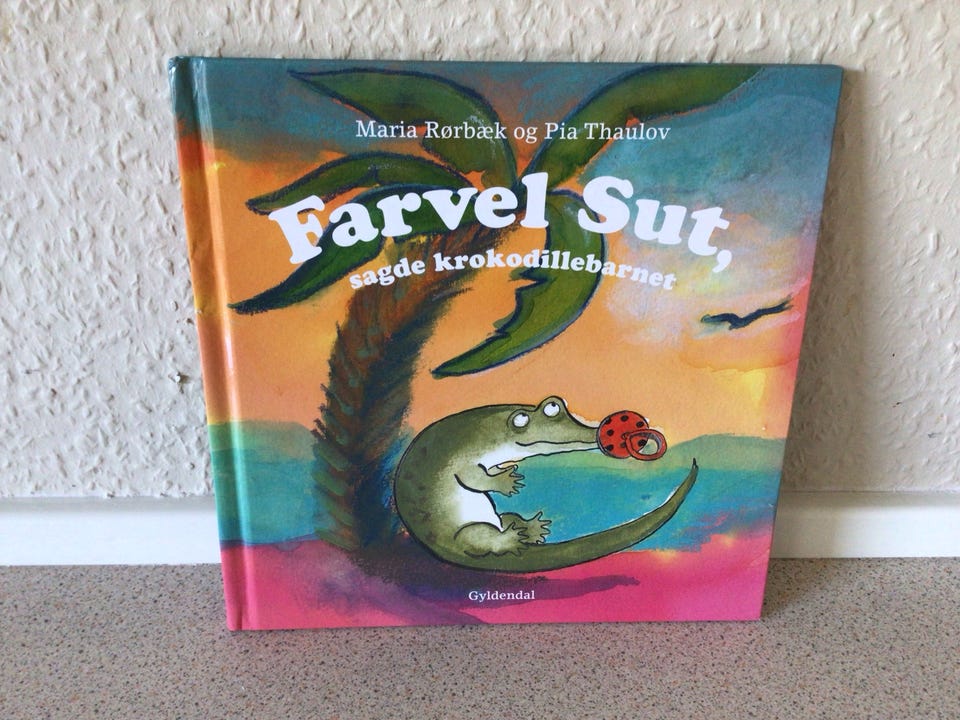 Maria Rørbæk og Pia Thaulov
Farvel Sut,
sagde krokodillebarnet
Gyldendal